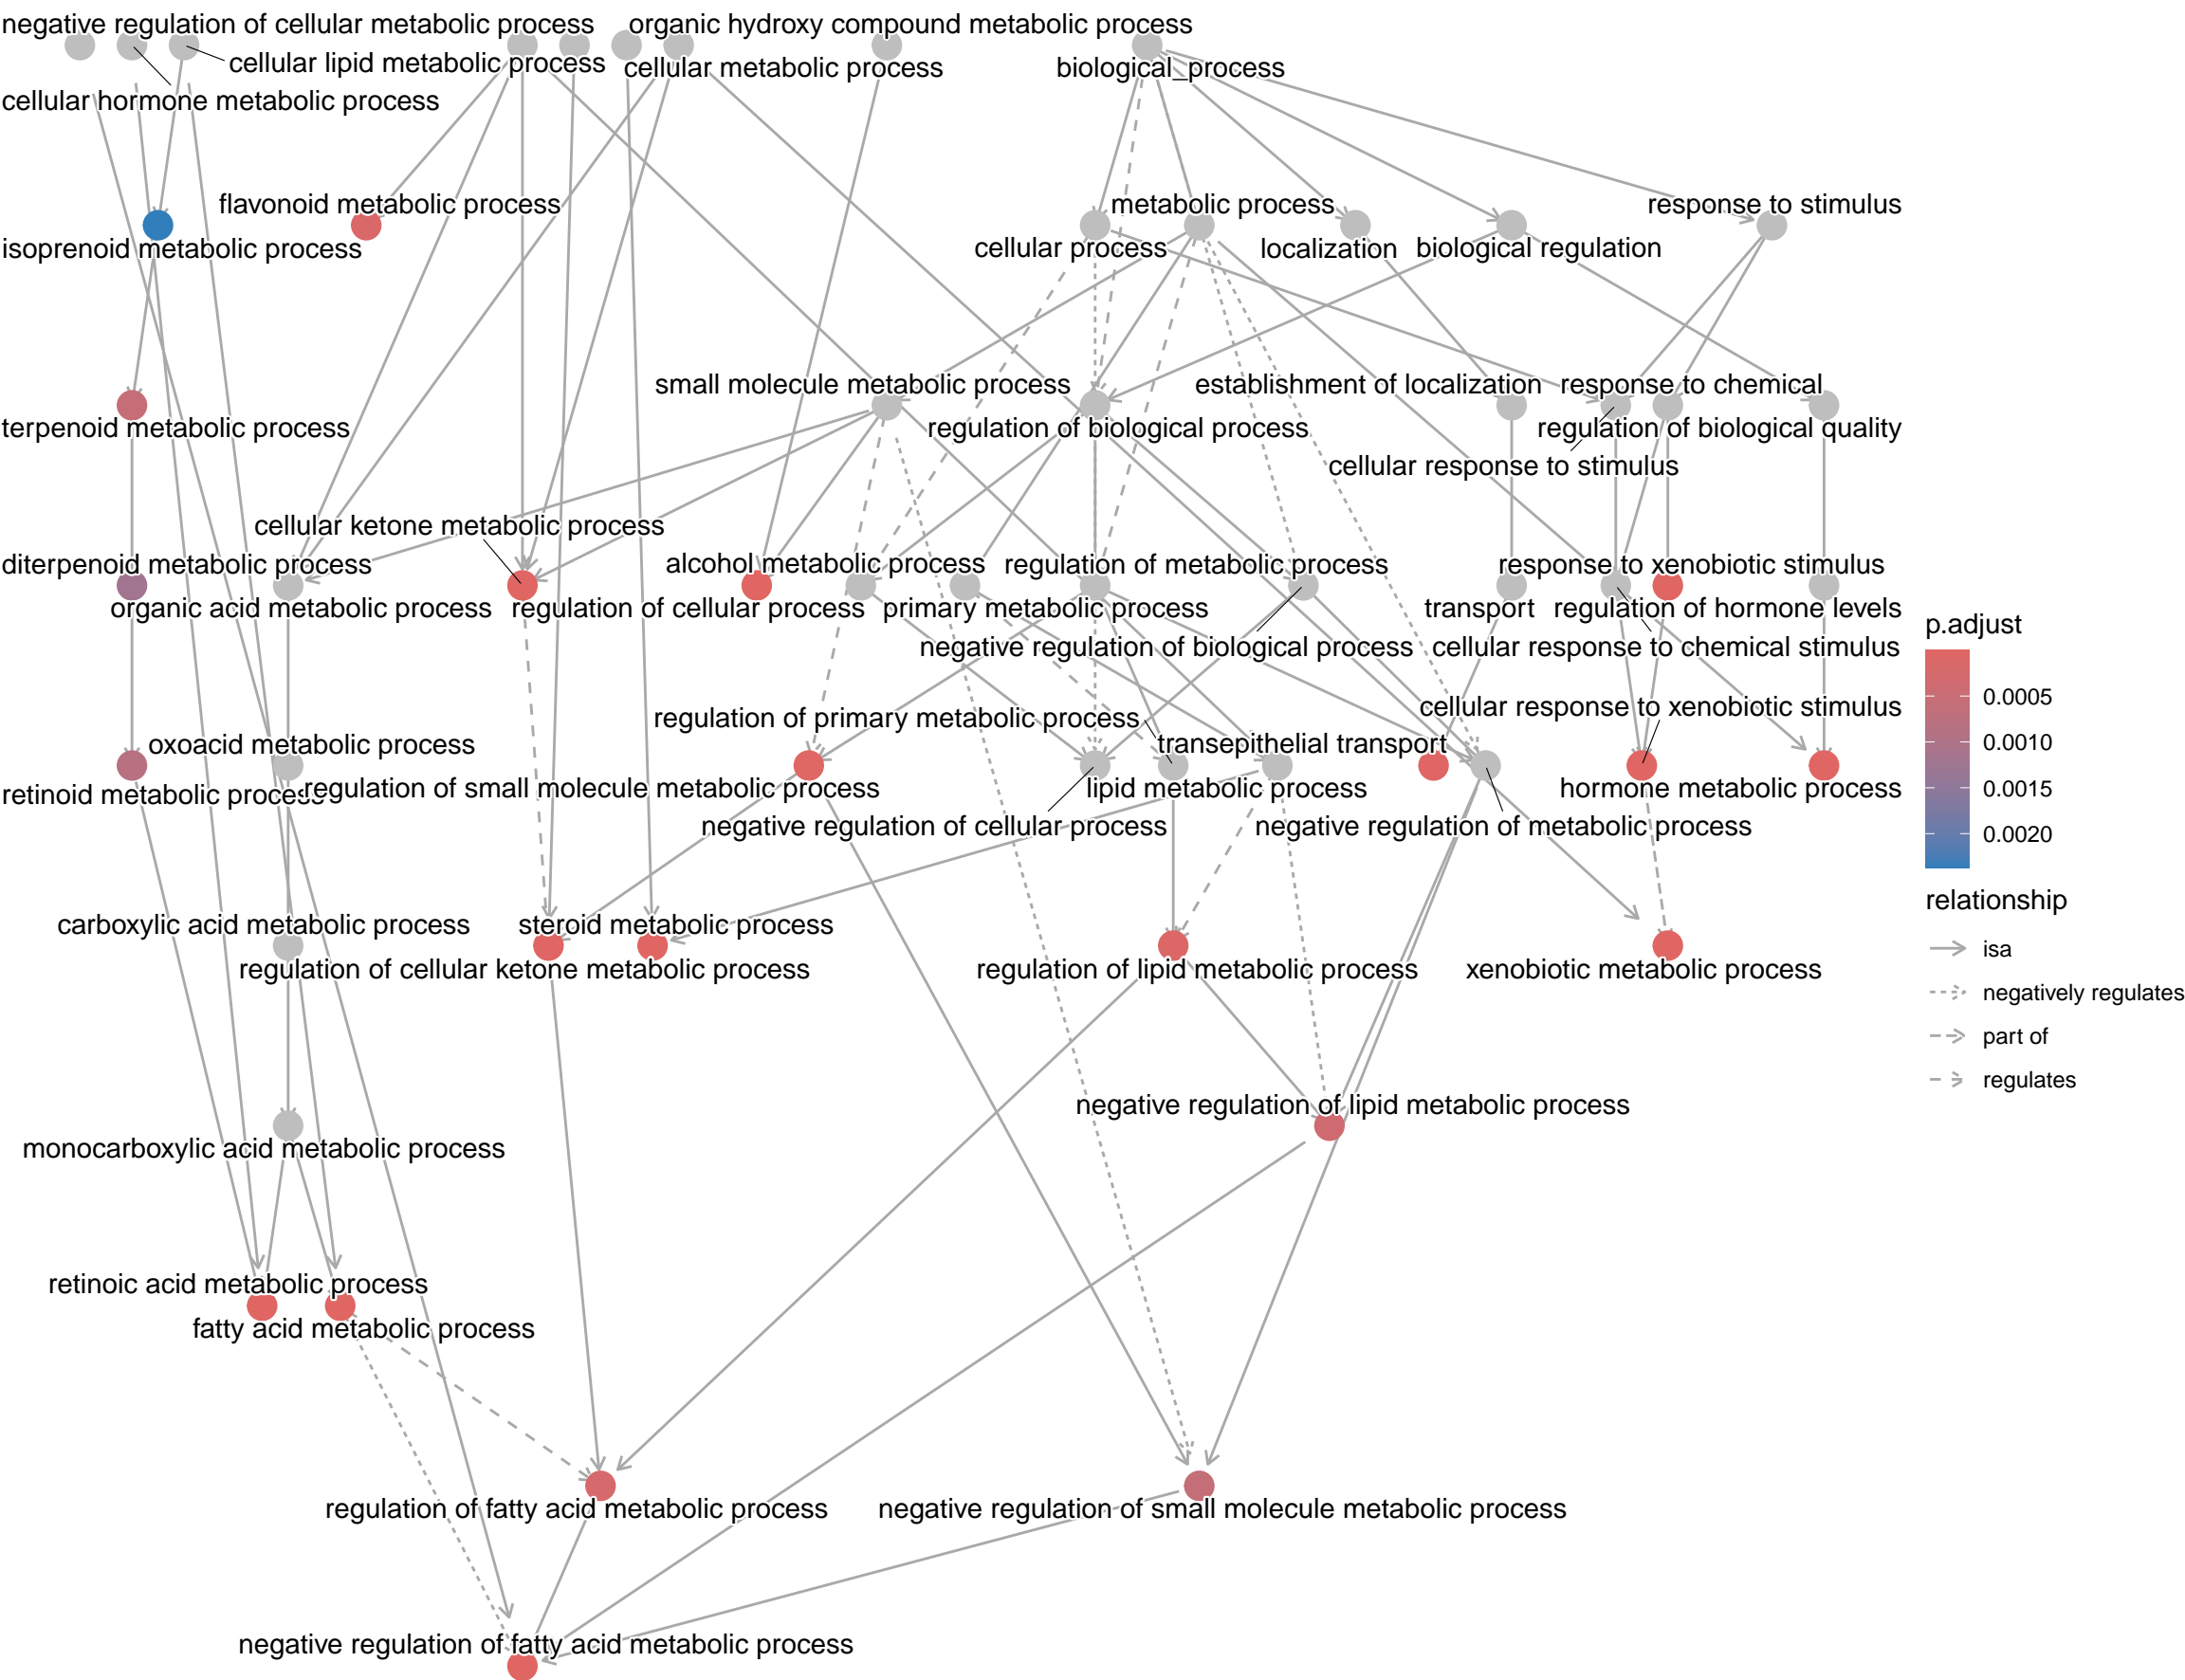 negative regulation of cellular metabolic process
organic hydroxy compound metabolic process
cellular lipid metabolic process
cellular metabolic process
biological_process
cellular hormone metabolic process
flavonoid metabolic process
metabolic process
response to stimulus
isoprenoid metabolic process
cellular process
localization
biological regulation
small molecule metabolic process
establishment of localization
response to chemical
terpenoid metabolic process
regulation of biological process
regulation of biological quality
cellular response to stimulus
cellular ketone metabolic process
diterpenoid metabolic process
alcohol metabolic process
regulation of metabolic process
response to xenobiotic stimulus
organic acid metabolic process
regulation of cellular process
primary metabolic process
transport
regulation of hormone levels
negative regulation of biological process
cellular response to chemical stimulus
regulation of primary metabolic process
cellular response to xenobiotic stimulus
oxoacid metabolic process
transepithelial transport
retinoid metabolic process
regulation of small molecule metabolic process
lipid metabolic process
hormone metabolic process
negative regulation of cellular process
negative regulation of metabolic process
carboxylic acid metabolic process
steroid metabolic process
regulation of cellular ketone metabolic process
regulation of lipid metabolic process
xenobiotic metabolic process
negative regulation of lipid metabolic process
monocarboxylic acid metabolic process
retinoic acid metabolic process
fatty acid metabolic process
regulation of fatty acid metabolic process
negative regulation of small molecule metabolic process
negative regulation of fatty acid metabolic process
p.adjust
0.0005
0.0010
0.0015
0.0020
relationship
isa
negatively regulates
part of
regulates